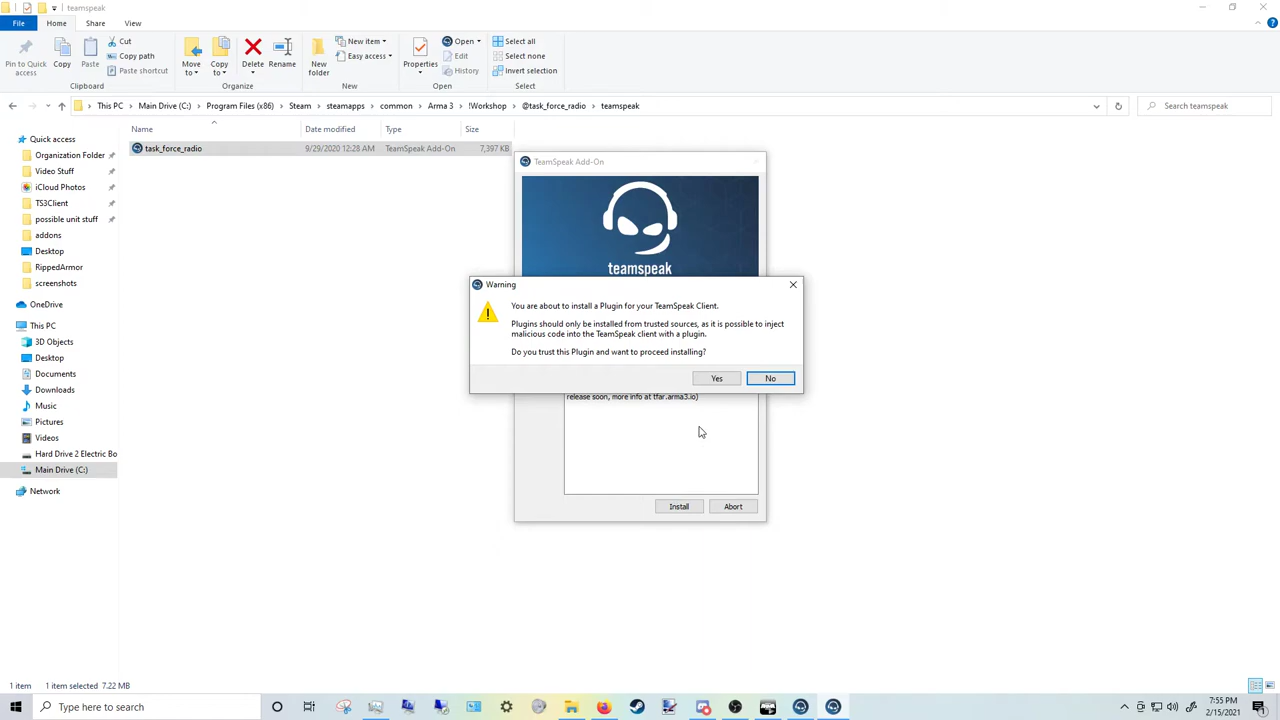 teamspeak
File
Home
Share
View
Pin to Quick access
Copy
Paste
Cut
Copy path
Paste shortcut
Clipboard
Move to
Copy to
Delete
Rename
Organize
New folder
New item
Easy access
New
Properties
Open
Edit
History
Open
Select all
Select none
Invert selection
Select
This PC
Main Drive (C:)
Program Files (x86)
Steam
steamapps
common
Arma 3
!Workshop
@task_force_radio
teamspeak
Search teamspeak
Name
Date modified
Type
Size
task_force_radio
9/29/2020 12:28 AM
TeamSpeak Add-On
7,397 KB
Quick access
Organization Folder
Video Stuff
iCloud Photos
TS3Client
possible unit stuff
addons
Desktop
RippedArmor
screenshots
OneDrive
This PC
3D Objects
Desktop
Documents
Downloads
Music
Pictures
Videos
Hard Drive 2 Electric Bo
Main Drive (C:)
Network
TeamSpeak Add-On
teamspeak
Warning
You are about to install a Plugin for your TeamSpeak Client.
Plugins should only be installed from trusted sources, as it is possible to inject
malicious code into the TeamSpeak client with a plugin.
Do you trust this Plugin and want to proceed installing?
Yes
No
release soon, more info at tfar.arma3.io)
Install
Abort
1 item
1 item selected 7.22 MB
Type here to search
7:55 PM
2/15/2021